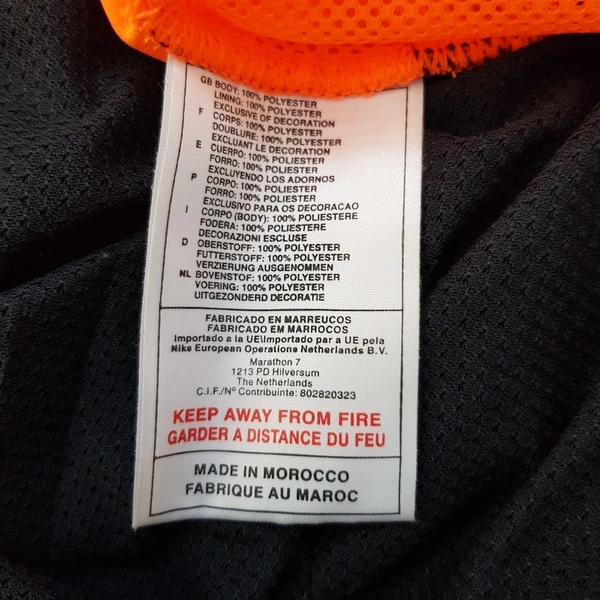 GB BODY: 100% POLYESTER
LINING: 100% POLYESTER
EXCLUSIVE OF DECORATION
F CORPS: 100% POLYESTER
DOUBLURE: 100% POLYESTER
EXCLUANT LE DECORATION
E CUERPO: 100% POLIESTER
FORRO: 100% POLIESTER
EXCLUYENDO LOS ADORNOS
P CORPO: 100% POLIESTER
FORRO: 100% POLIESTER
EXCLUSIVO PARA OS DECORACAO
I CORPO (BODY): 100% POLIESTERE
FODERA: 100% POLIESTERE
DECORAZIONI ESCLUSE
D OBERSTOFF: 100% POLYESTER
FUTTERSTOFF: 100% POLYESTER
VERZIERUNG AUSGENOMMEN
NL BOVENSTOF: 100% POLYESTER
VOERING: 100% POLYESTER
UITGEZONDERD DECORATIE
FABRICADO EN MARREUCOS
FABRICADO EM MARROCOS
Importado a la UE\Importado par a UE pela
Nike European Operations Netherlands B.V.
Marathon 7
1213 PD Hilversum
The Netherlands
C.I.F./Nº Contribuinte: 802820323
KEEP AWAY FROM FIRE
GARDER A DISTANCE DU FEU
MADE IN MOROCCO
FABRIQUE AU MAROC